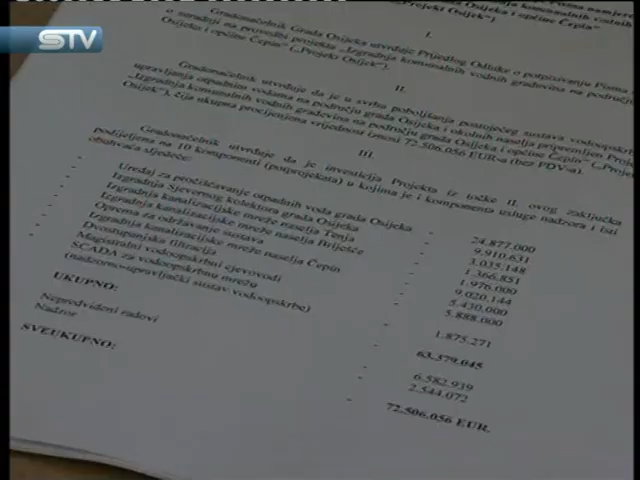 STV
Gradonačelnik Grada Osijeka utvrđuje Prijedlog Odluke o potpisivanju Pisma
o suradnji na provedbi projekta „Izgradnja komunalnih vodnih građevina na području
Osijeka i općine Čepin" („Projekt Osijek").
II.
Gradonačelnik utvrđuje da je u svrhu poboljšanja postojećeg sustava vodoopskrbe
upravljanja otpadnim vodama na području grada Osijeka i okolnih naselja pripremljen Projekt
„Izgradnja komunalnih vodnih građevina na području grada Osijeka i općine Čepin" („Projekt
Osijek"), čija ukupna procijenjena vrijednost iznosi 72.506.056 EUR-a (bez PDV-a).
III.
Gradonačelnik utvrđuje da je investicija Projekta iz točke II. ovog zaključka
podijeljena na 10 komponenti (potprojekata) u kojima je i komponenta usluge nadzora i isti
obuhvaća sljedeće:
- Uređaj za pročišćavanje otpadnih voda grada Osijeka - 24.877.000
- Izgradnja Sjevernog kolektora grada Osijeka - 9.910.631
- Izgradnja kanalizacijske mreže naselja Tenja - 3.035.148
- Izgradnja kanalizacijske mreže naselja Briješće - 1.366.851
- Oprema za održavanje sustava - 1.976.000
- Izgradnja kanalizacijske mreže naselja Čepin - 9.020.144
- Dvostupanjska filtracija - 5.430.000
- Magistralni vodoopskrbni cjevovodi - 5.888.000
- SCADA za vodoopskrbnu mrežu
(nadzorno-upravljački sustav vodoopskrbe) - 1.875.271
UKUPNO: - 63.379.045
Nepredviđeni radovi - 6.582.939
Nadzor - 2.544.072
SVEUKUPNO: - 72.506.056 EUR.